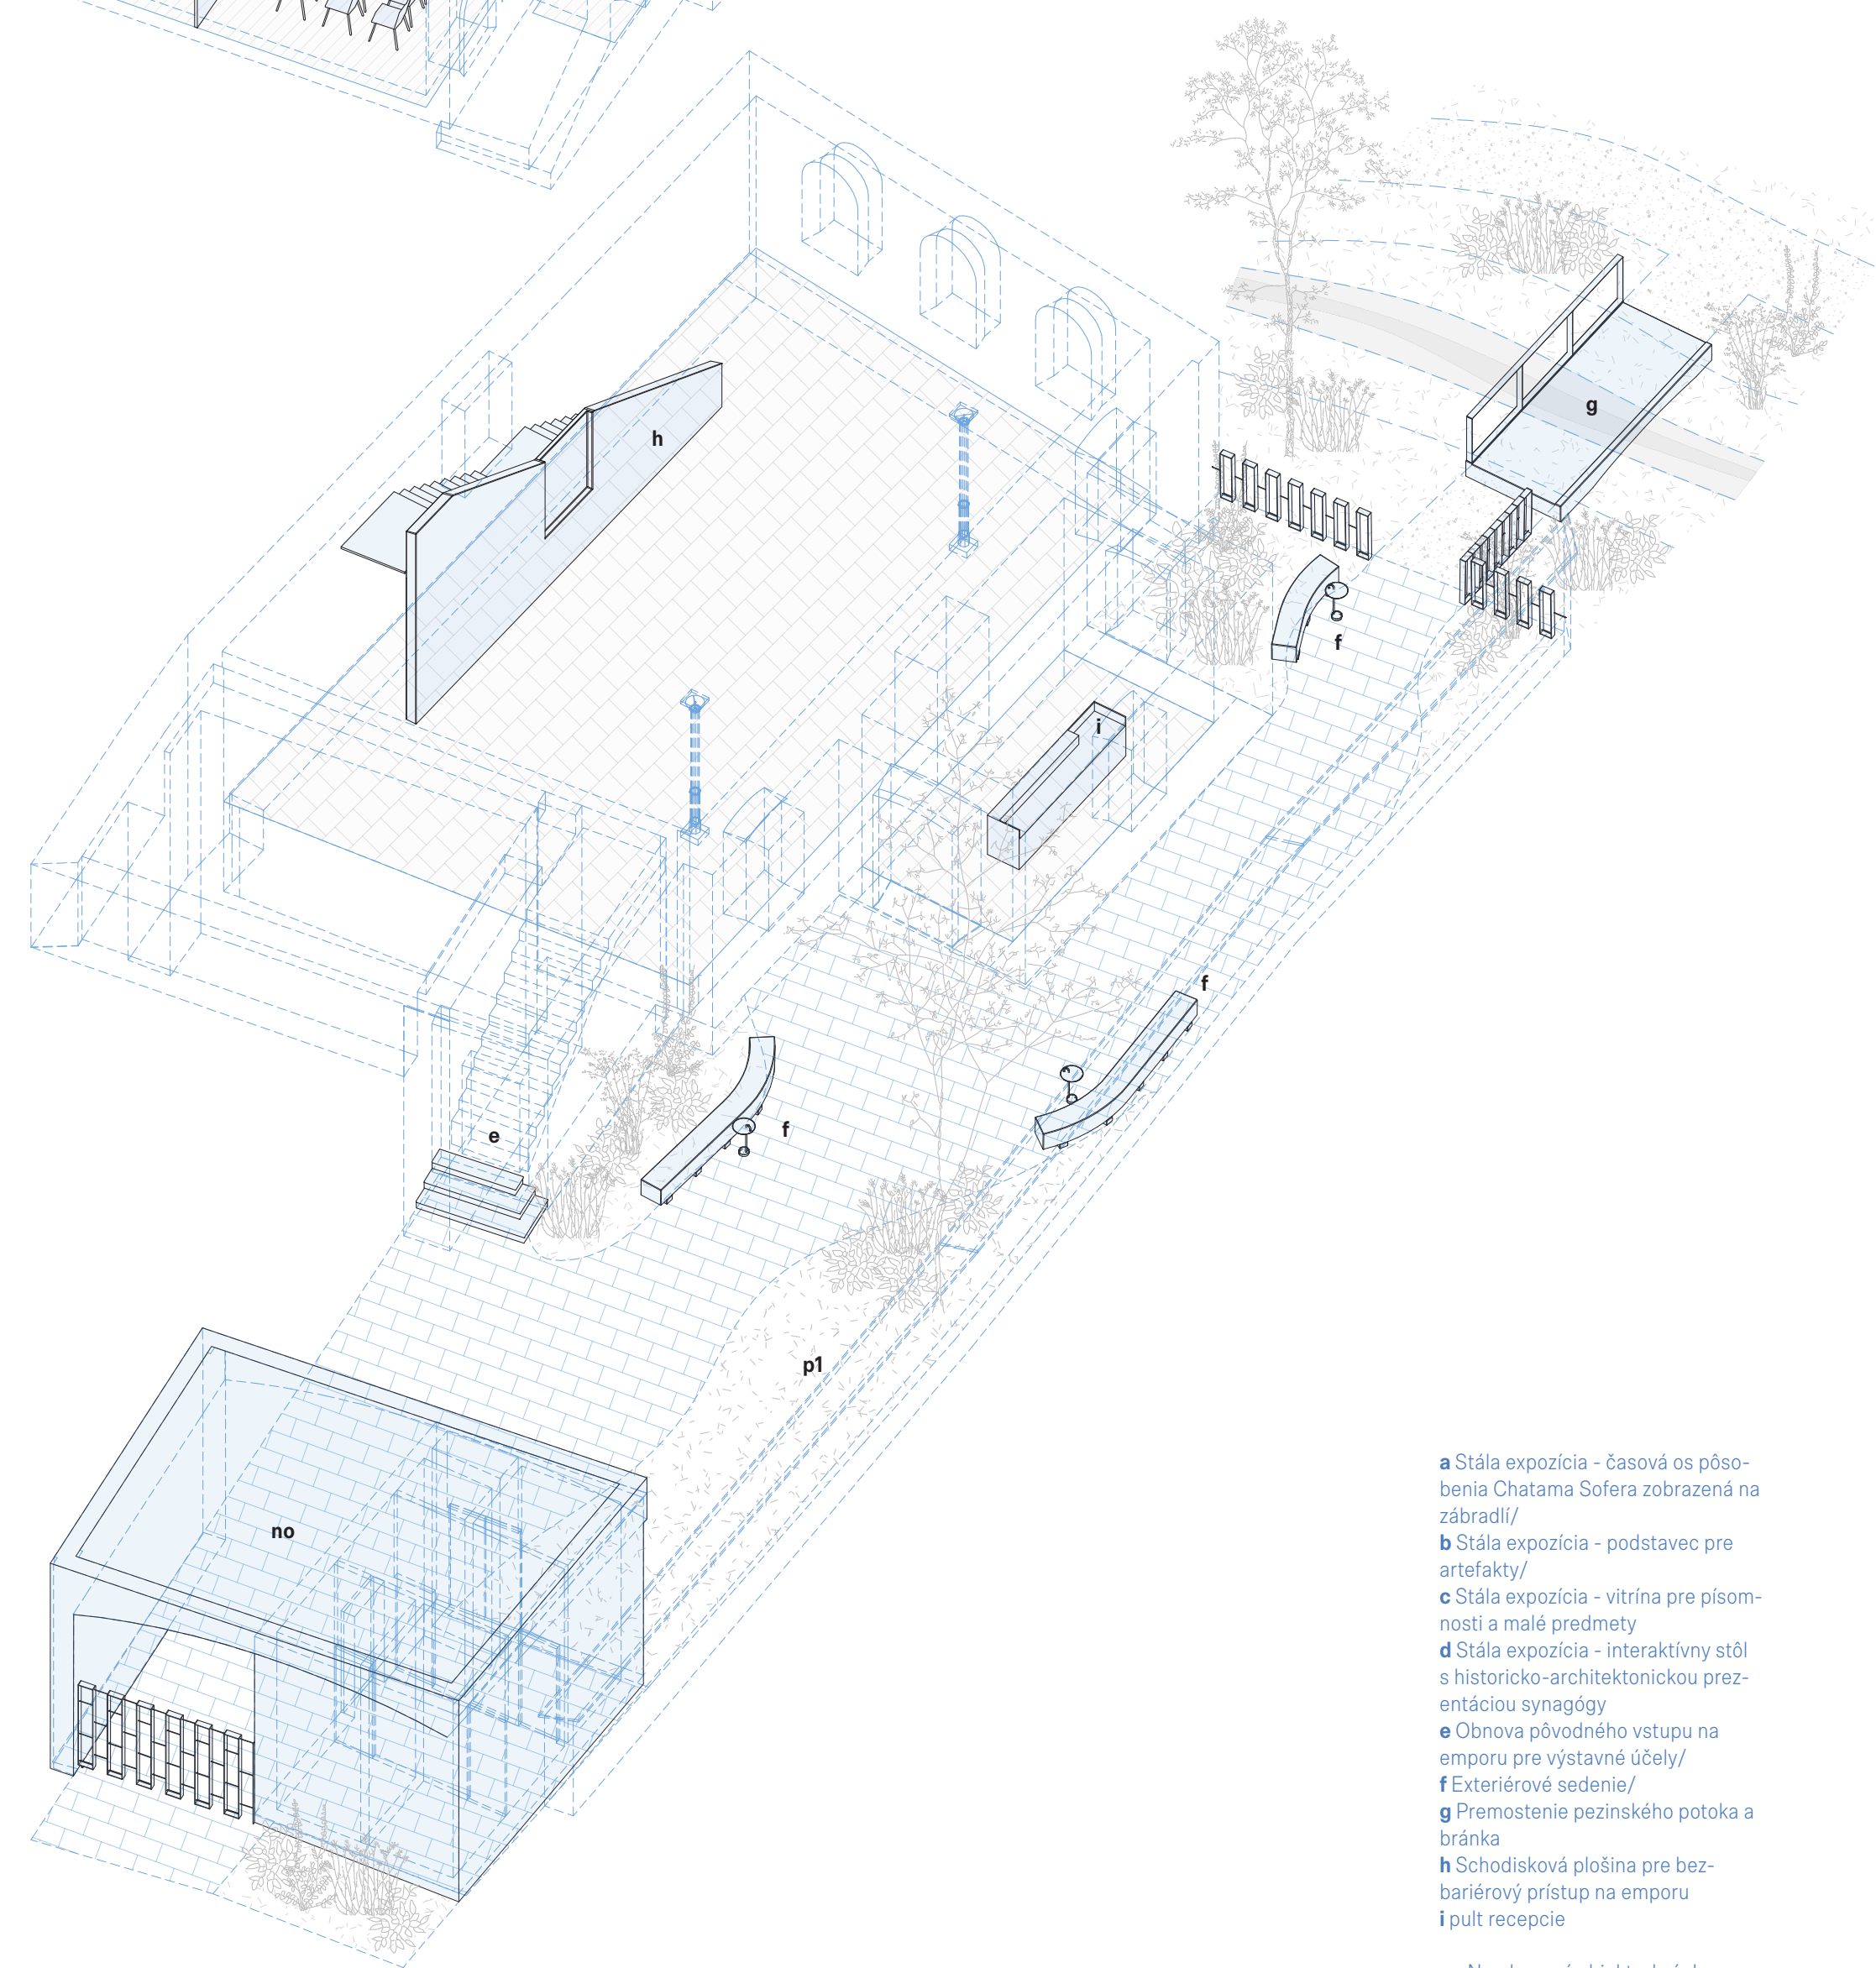 h
g
f
i
f
f
e
p1
no
a Stála expozícia - časová os pôso-
benia Chatama Sofera zobrazená na
zábradlí/
b Stála expozícia - podstavec pre
artefakty/
c Stála expozícia - vitrína pre písom-
nosti a malé predmety
d Stála expozícia - interaktívny stôl
s historicko-architektonickou prez-
entáciou synagógy
e Obnova pôvodného vstupu na
emporu pre výstavné účely/
f Exteriérové sedenie/
g Premostenie pezinského potoka a
bránka
h Schodisková plošina pre bez-
bariérový prístup na emporu
i pult recepcie